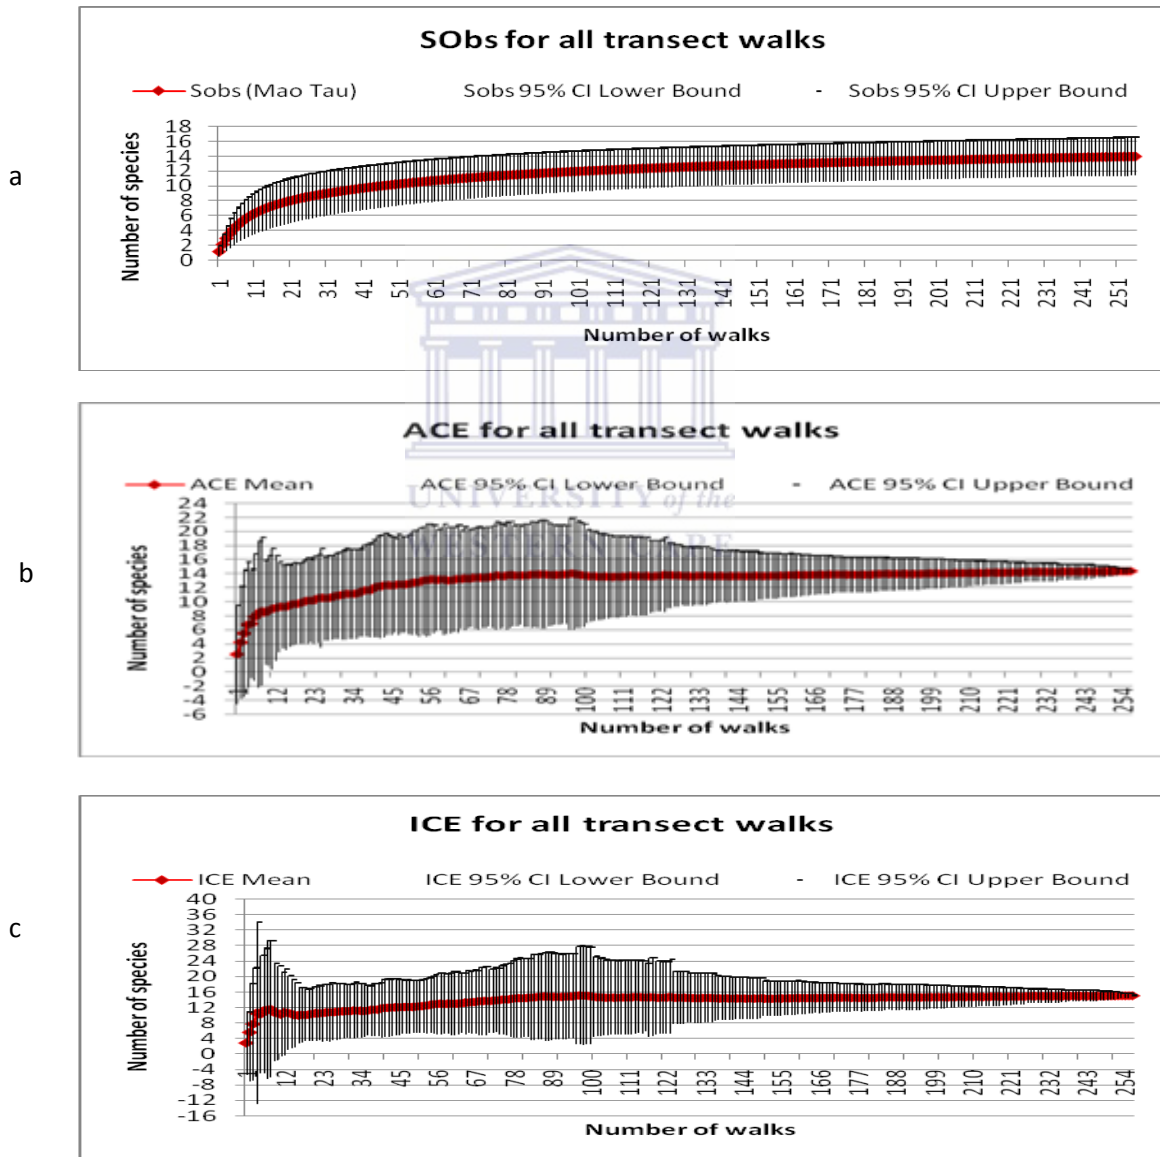 SObs for all transect walks
Sobs (Mao Tau) Sobs 95% CI Lower Bound - Sobs 95% CI Upper Bound
a
Number of species
18
16
14
12
10
8
6
4
2
0
1 11 21 31 41 51 61 71 81 91 101 111 121 131 141 151 161 171 181 191 201 211 221 231 241 251
Number of walks
ACE for all transect walks
ACE Mean ACE 95% CI Lower Bound - ACE 95% CI Upper Bound
UNIVERSITY of the
WESTERN CAPE
b
Number of species
24
22
20
18
16
14
12
10
8
6
4
2
0
-2
-4
-6
1 12 23 34 45 56 67 78 89 100 111 122 133 144 155 166 177 188 199 210 221 232 243 254
Number of walks
ICE for all transect walks
ICE Mean ICE 95% CI Lower Bound - ICE 95% CI Upper Bound
c
Number of species
40
36
32
28
24
20
16
12
8
4
0
-4
-8
-12
-16
1 12 23 34 45 56 67 78 89 100 111 122 133 144 155 166 177 188 199 210 221 232 243 254
Number of walks